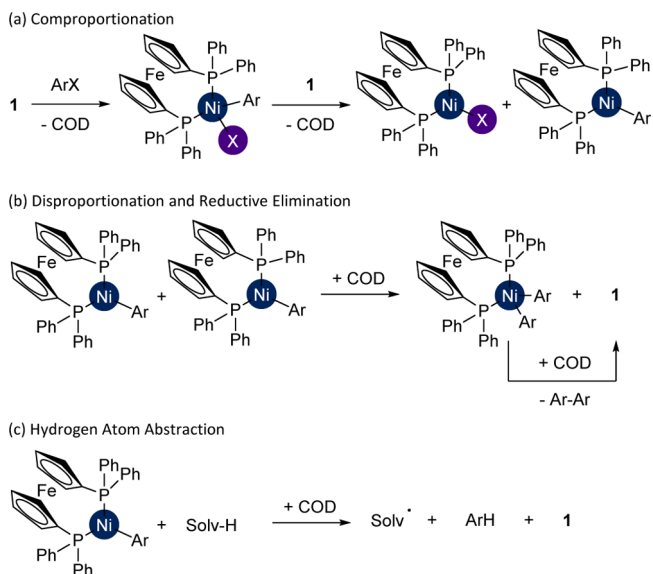 (a) Comproportionation
1
ArX
- COD
Fe
Ph
Ph
P
Ni
Ar
P
X
Ph
Ph
1
- COD
Fe
Ph
Ph
P
Ni
P
X
Ph
Ph
+
Fe
Ph
Ph
P
Ni
P
Ar
Ph
Ph
(b) Disproportionation and Reductive Elimination
Fe
Ph
Ph
P
Ni
P
Ar
Ph
Ph
+
Fe
Ph
Ph
P
Ni
P
Ar
Ph
Ph
+ COD
Fe
Ph
Ph
P
Ni
Ar
P
Ar
Ph
Ph
+
1
+ COD
- Ar-Ar
(c) Hydrogen Atom Abstraction
Fe
Ph
Ph
P
Ni
P
Ar
Ph
Ph
+
Solv-H
+ COD
Solv•
+
ArH
+
1